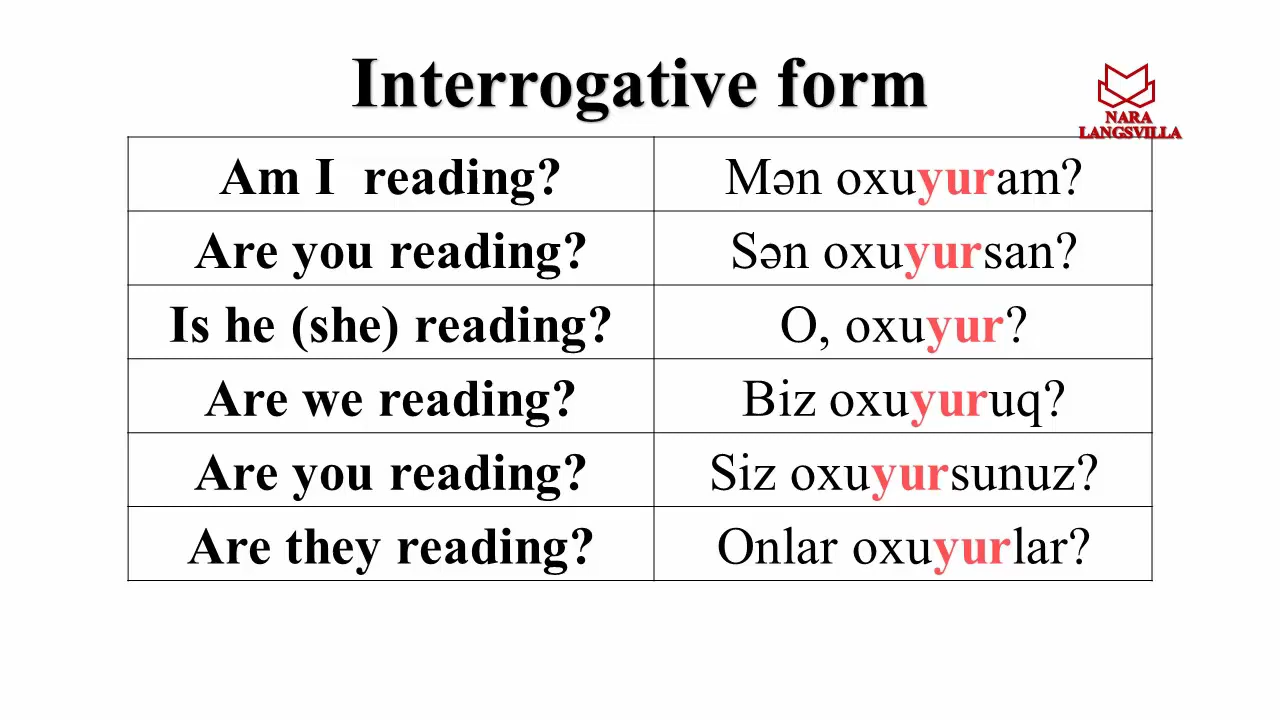 Interrogative form
NARA
LANGSVILLA
Am I reading? Mən oxuyuram?
Are you reading? Sən oxuyursan?
Is he (she) reading? O, oxuyur?
Are we reading? Biz oxuyuruq?
Are you reading? Siz oxuyursunuz?
Are they reading? Onlar oxuyurlar?